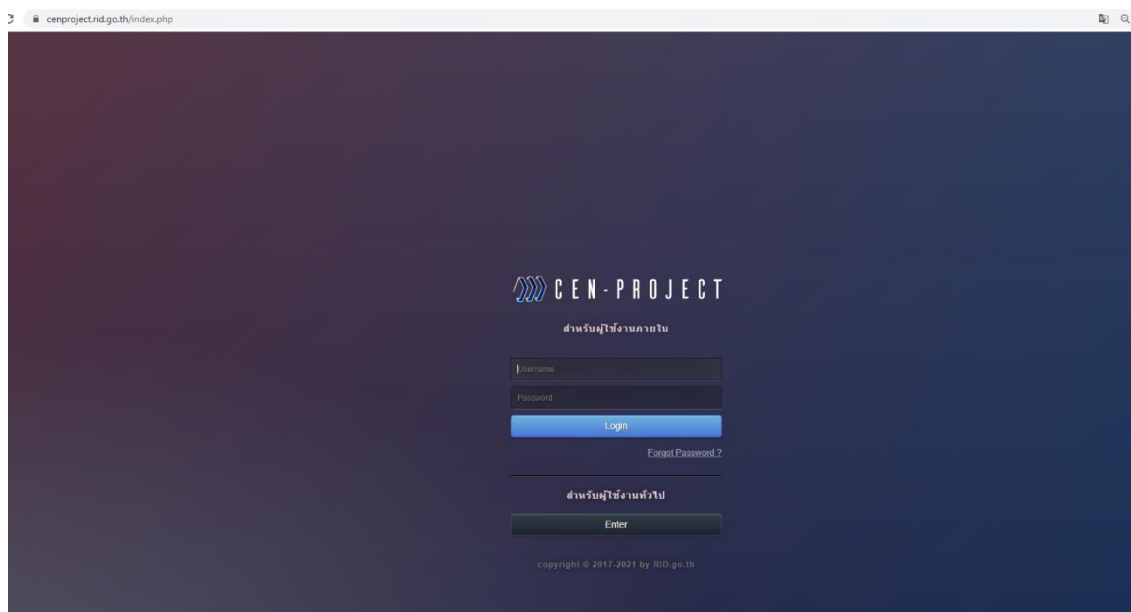 cenproject.rid.go.th/index.php
CEN-PROJECT
สำหรับผู้ใช้งานภายใน
Username
Password
Login
Forgot Password ?
สำหรับผู้ใช้งานทั่วไป
Enter
copyright © 2017-2021 by RID.go.th